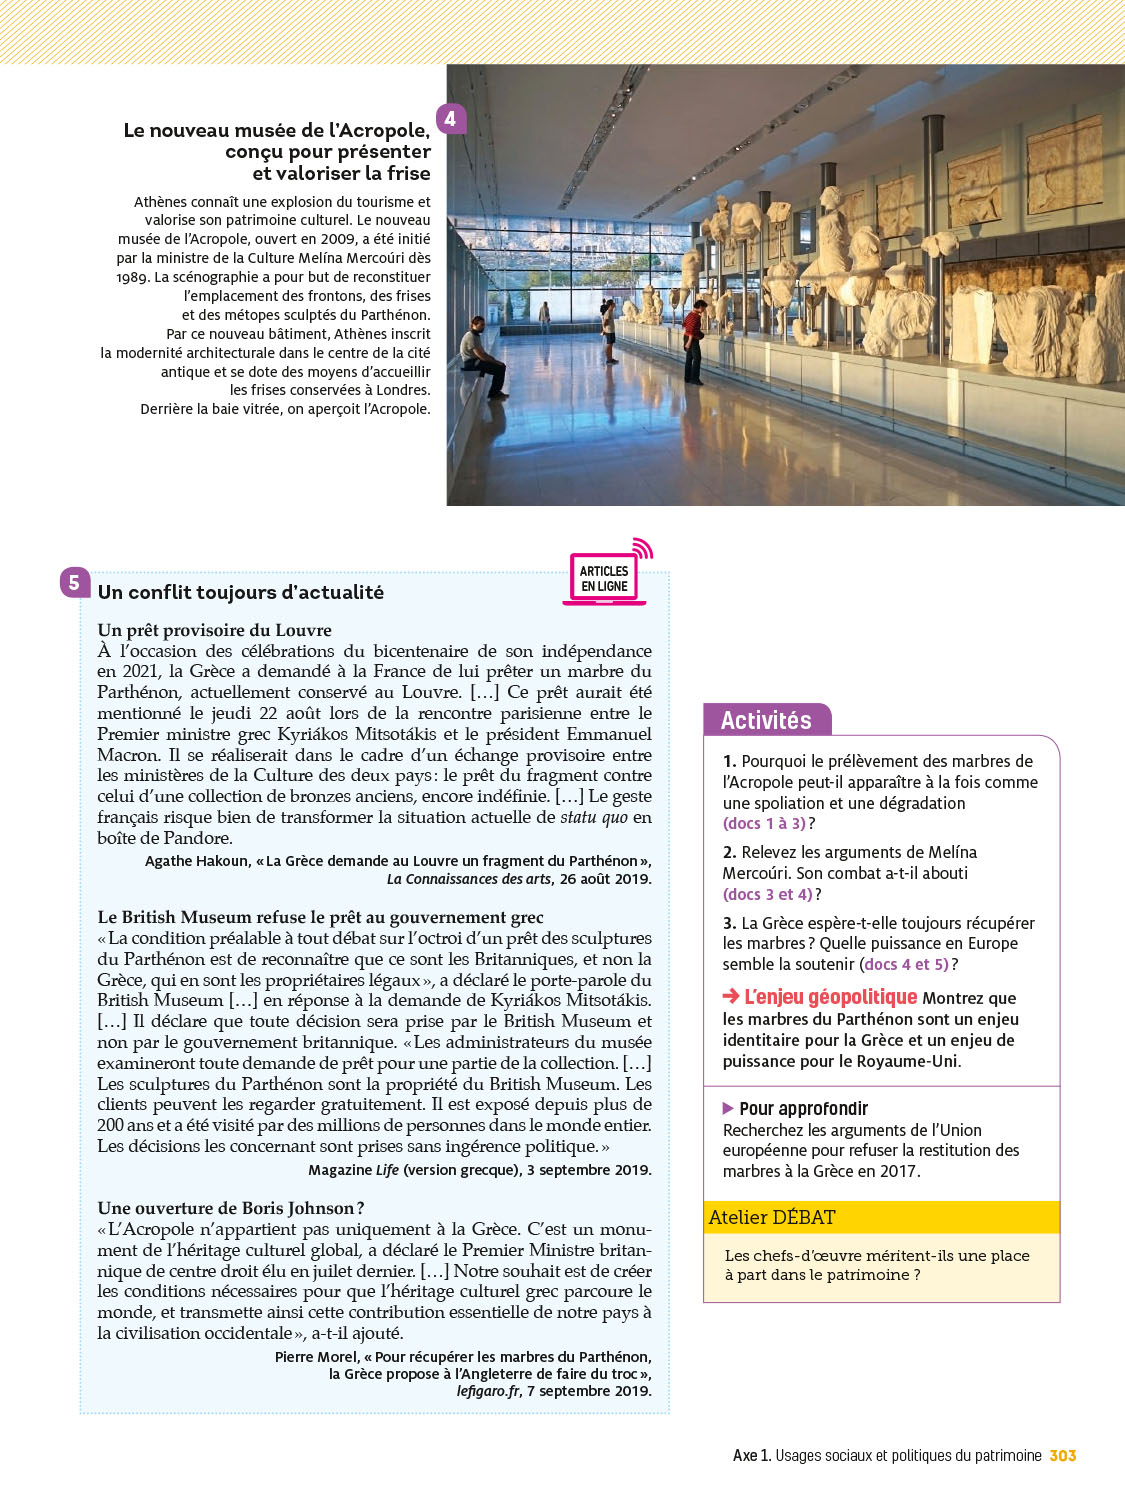 4
Le nouveau musée de l'Acropole,
conçu pour présenter
et valoriser la frise
Athènes connaît une explosion du tourisme et
valorise son patrimoine culturel. Le nouveau
musée de l'Acropole, ouvert en 2009, a été initié
par la ministre de la Culture Melína Mercoúri dès
1989. La scénographie a pour but de reconstituer
l'emplacement des frontons, des frises
et des métopes sculptés du Parthénon.
Par ce nouveau bâtiment, Athènes inscrit
la modernité architecturale dans le centre de la cité
antique et se dote des moyens d'accueillir
les frises conservées à Londres.
Derrière la baie vitrée, on aperçoit l'Acropole.
5
Un conflit toujours d'actualité
ARTICLES
EN LIGNE
Un prêt provisoire du Louvre
À l'occasion des célébrations du bicentenaire de son indépendance
en 2021, la Grèce a demandé à la France de lui prêter un marbre du
Parthénon, actuellement conservé au Louvre. […] Ce prêt aurait été
mentionné le jeudi 22 août lors de la rencontre parisienne entre le
Premier ministre grec Kyriákos Mitsotákis et le président Emmanuel
Macron. Il se réaliserait dans le cadre d'un échange provisoire entre
les ministères de la Culture des deux pays : le prêt du fragment contre
celui d'une collection de bronzes anciens, encore indéfinie. […] Le geste
français risque bien de transformer la situation actuelle de statu quo en
boîte de Pandore.
Agathe Hakoun, « La Grèce demande au Louvre un fragment du Parthénon »,
La Connaissances des arts, 26 août 2019.
Le British Museum refuse le prêt au gouvernement grec
« La condition préalable à tout débat sur l'octroi d'un prêt des sculptures
du Parthénon est de reconnaître que ce sont les Britanniques, et non la
Grèce, qui en sont les propriétaires légaux », a déclaré le porte-parole du
British Museum […] en réponse à la demande de Kyriákos Mitsotákis.
[…] Il déclare que toute décision sera prise par le British Museum et
non par le gouvernement britannique. « Les administrateurs du musée
examineront toute demande de prêt pour une partie de la collection. […]
Les sculptures du Parthénon sont la propriété du British Museum. Les
clients peuvent les regarder gratuitement. Il est exposé depuis plus de
200 ans et a été visité par des millions de personnes dans le monde entier.
Les décisions les concernant sont prises sans ingérence politique. »
Magazine Life (version grecque), 3 septembre 2019.
Une ouverture de Boris Johnson ?
« L'Acropole n'appartient pas uniquement à la Grèce. C'est un monu-
ment de l'héritage culturel global, a déclaré le Premier Ministre britan-
nique de centre droit élu en juilet dernier. […] Notre souhait est de créer
les conditions nécessaires pour que l'héritage culturel grec parcoure le
monde, et transmette ainsi cette contribution essentielle de notre pays à
la civilisation occidentale », a-t-il ajouté.
Pierre Morel, « Pour récupérer les marbres du Parthénon,
la Grèce propose à l'Angleterre de faire du troc »,
lefigaro.fr, 7 septembre 2019.
Activités
1. Pourquoi le prélèvement des marbres de
l'Acropole peut-il apparaître à la fois comme
une spoliation et une dégradation
(docs 1 à 3) ?
2. Relevez les arguments de Melína
Mercoúri. Son combat a-t-il abouti
(docs 3 et 4) ?
3. La Grèce espère-t-elle toujours récupérer
les marbres ? Quelle puissance en Europe
semble la soutenir (docs 4 et 5) ?
➔ L'enjeu géopolitique Montrez que
les marbres du Parthénon sont un enjeu
identitaire pour la Grèce et un enjeu de
puissance pour le Royaume-Uni.
▶ Pour approfondir
Recherchez les arguments de l'Union
européenne pour refuser la restitution des
marbres à la Grèce en 2017.
Atelier DÉBAT
Les chefs-d'œuvre méritent-ils une place
à part dans le patrimoine ?
Axe 1. Usages sociaux et politiques du patrimoine 303